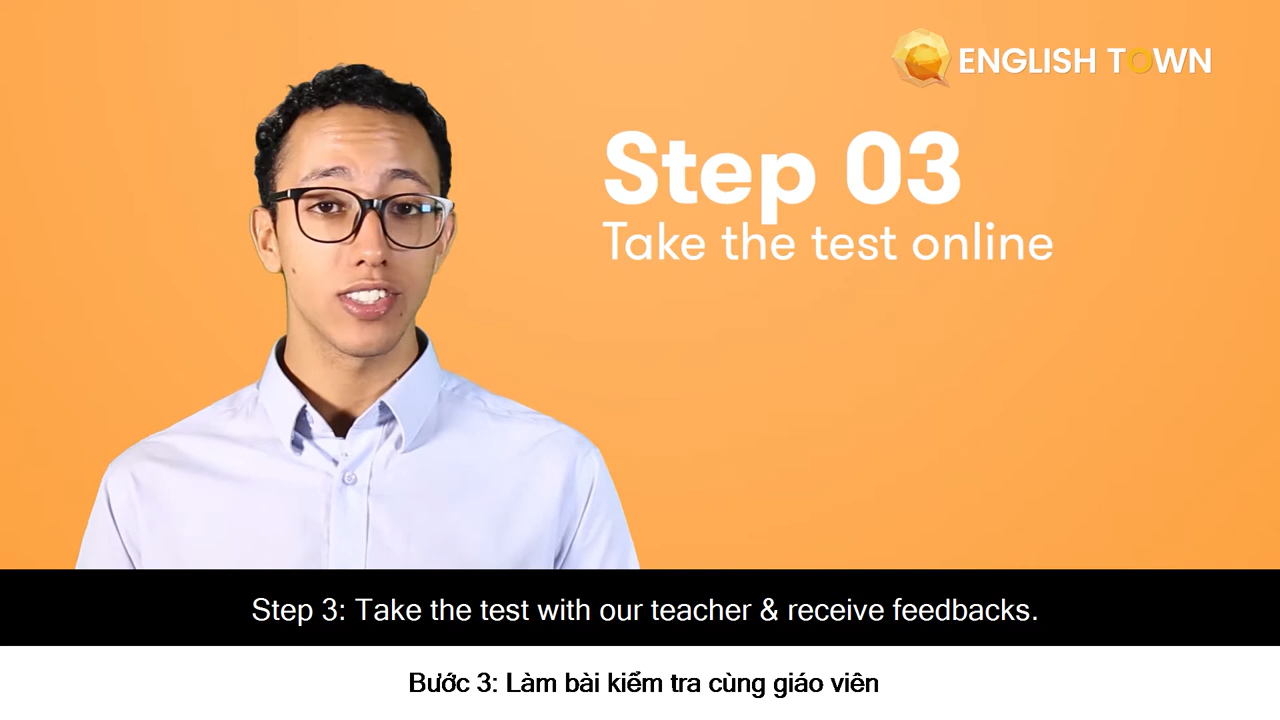 ENGLISH TOWN
Step 03
Take the test online
Step 3: Take the test with our teacher & receive feedbacks.
Bước 3: Làm bài kiểm tra cùng giáo viên